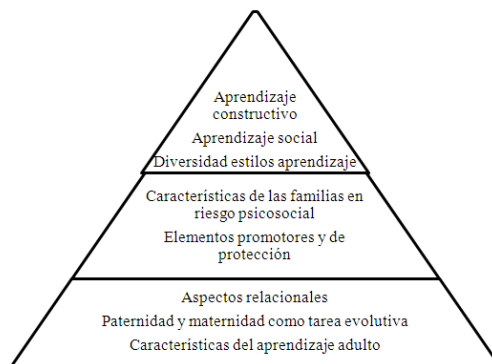 Aprendizaje
constructivo
Aprendizaje social
Diversidad estilos aprendizaje
Características de las familias en
riesgo psicosocial
Elementos promotores y de
protección
Aspectos relacionales
Paternidad y maternidad como tarea evolutiva
Características del aprendizaje adulto